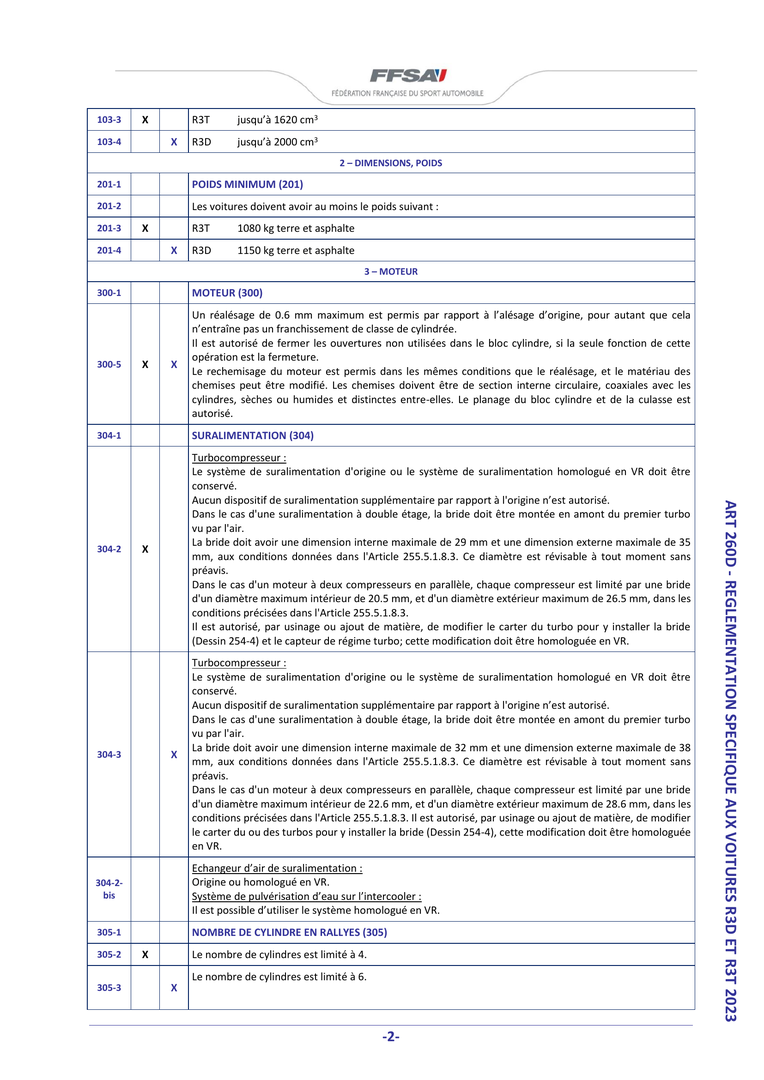 FFSA
FÉDÉRATION FRANÇAISE DU SPORT AUTOMOBILE
103-3 X R3T jusqu'à 1620 cm³
103-4 X R3D jusqu'à 2000 cm³
2 – DIMENSIONS, POIDS
201-1 POIDS MINIMUM (201)
201-2 Les voitures doivent avoir au moins le poids suivant :
201-3 X R3T 1080 kg terre et asphalte
201-4 X R3D 1150 kg terre et asphalte
3 – MOTEUR
300-1 MOTEUR (300)
300-5 X X
Un réalésage de 0.6 mm maximum est permis par rapport à l'alésage d'origine, pour autant que cela
n'entraîne pas un franchissement de classe de cylindrée.
Il est autorisé de fermer les ouvertures non utilisées dans le bloc cylindre, si la seule fonction de cette
opération est la fermeture.
Le rechemisage du moteur est permis dans les mêmes conditions que le réalésage, et le matériau des
chemises peut être modifié. Les chemises doivent être de section interne circulaire, coaxiales avec les
cylindres, sèches ou humides et distinctes entre-elles. Le planage du bloc cylindre et de la culasse est
autorisé.
304-1 SURALIMENTATION (304)
304-2 X
Turbocompresseur :
Le système de suralimentation d'origine ou le système de suralimentation homologué en VR doit être
conservé.
Aucun dispositif de suralimentation supplémentaire par rapport à l'origine n'est autorisé.
Dans le cas d'une suralimentation à double étage, la bride doit être montée en amont du premier turbo
vu par l'air.
La bride doit avoir une dimension interne maximale de 29 mm et une dimension externe maximale de 35
mm, aux conditions données dans l'Article 255.5.1.8.3. Ce diamètre est révisable à tout moment sans
préavis.
Dans le cas d'un moteur à deux compresseurs en parallèle, chaque compresseur est limité par une bride
d'un diamètre maximum intérieur de 20.5 mm, et d'un diamètre extérieur maximum de 26.5 mm, dans les
conditions précisées dans l'Article 255.5.1.8.3.
Il est autorisé, par usinage ou ajout de matière, de modifier le carter du turbo pour y installer la bride
(Dessin 254-4) et le capteur de régime turbo; cette modification doit être homologuée en VR.
304-3 X
Turbocompresseur :
Le système de suralimentation d'origine ou le système de suralimentation homologué en VR doit être
conservé.
Aucun dispositif de suralimentation supplémentaire par rapport à l'origine n'est autorisé.
Dans le cas d'une suralimentation à double étage, la bride doit être montée en amont du premier turbo
vu par l'air.
La bride doit avoir une dimension interne maximale de 32 mm et une dimension externe maximale de 38
mm, aux conditions données dans l'Article 255.5.1.8.3. Ce diamètre est révisable à tout moment sans
préavis.
Dans le cas d'un moteur à deux compresseurs en parallèle, chaque compresseur est limité par une bride
d'un diamètre maximum intérieur de 22.6 mm, et d'un diamètre extérieur maximum de 28.6 mm, dans les
conditions précisées dans l'Article 255.5.1.8.3. Il est autorisé, par usinage ou ajout de matière, de modifier
le carter du ou des turbos pour y installer la bride (Dessin 254-4), cette modification doit être homologuée
en VR.
304-2-
bis
Echangeur d'air de suralimentation :
Origine ou homologué en VR.
Système de pulvérisation d'eau sur l'intercooler :
Il est possible d'utiliser le système homologué en VR.
305-1 NOMBRE DE CYLINDRE EN RALLYES (305)
305-2 X Le nombre de cylindres est limité à 4.
305-3 X Le nombre de cylindres est limité à 6.
ART 260D - REGLEMENTATION SPECIFIQUE AUX VOITURES R3D ET R3T 2023
-2-